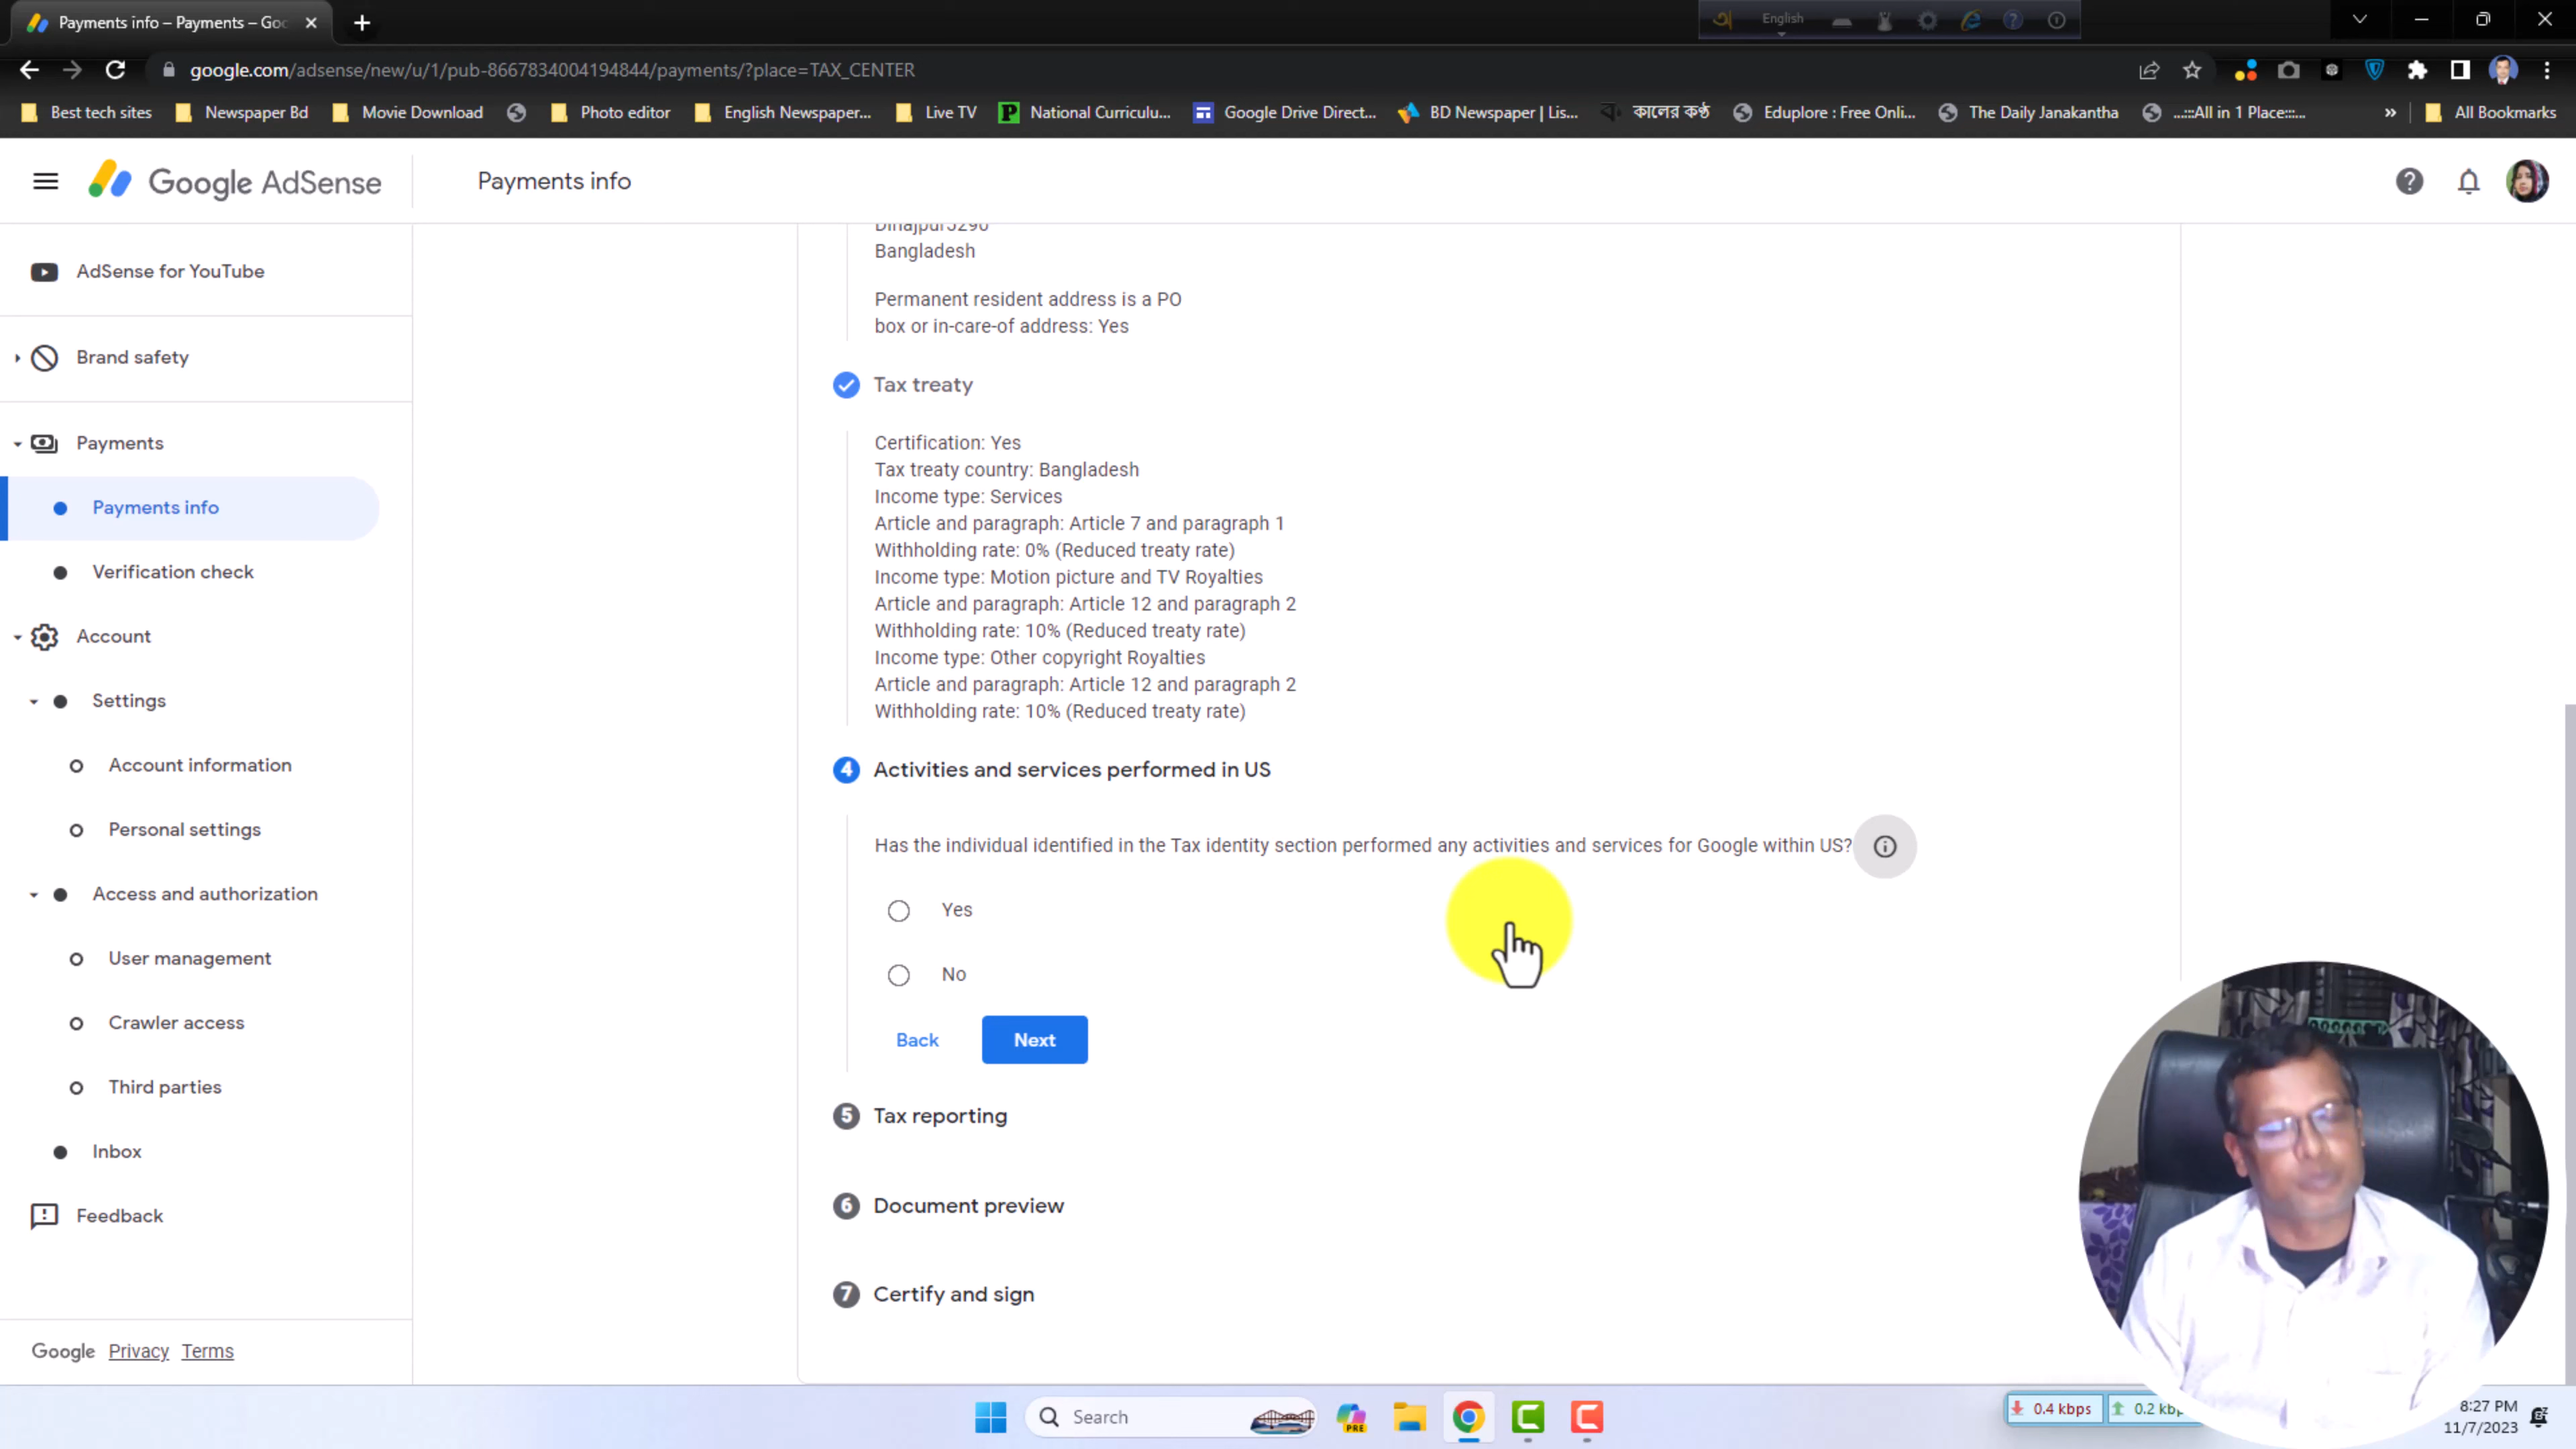 Payments info – Payments – Goo
English
google.com/adsense/new/u/1/pub-8667834004194844/payments/?place=TAX_CENTER
Best tech sites
Newspaper Bd
Movie Download
Photo editor
English Newspaper...
Live TV
National Curriculu...
Google Drive Direct...
BD Newspaper | Lis...
কালের কণ্ঠ
Eduplore : Free Onli...
The Daily Janakantha
...:::All in 1 Place:::...
»
All Bookmarks
Google AdSense
Payments info
AdSense for YouTube
Brand safety
Payments
Payments info
Verification check
Account
Settings
Account information
Personal settings
Access and authorization
User management
Crawler access
Third parties
Inbox
Feedback
Google Privacy Terms
Dinajpur5296
Bangladesh
Permanent resident address is a PO
box or in-care-of address: Yes
Tax treaty
Certification: Yes
Tax treaty country: Bangladesh
Income type: Services
Article and paragraph: Article 7 and paragraph 1
Withholding rate: 0% (Reduced treaty rate)
Income type: Motion picture and TV Royalties
Article and paragraph: Article 12 and paragraph 2
Withholding rate: 10% (Reduced treaty rate)
Income type: Other copyright Royalties
Article and paragraph: Article 12 and paragraph 2
Withholding rate: 10% (Reduced treaty rate)
4 Activities and services performed in US
Has the individual identified in the Tax identity section performed any activities and services for Google within US?
Yes
No
Back Next
5 Tax reporting
6 Document preview
7 Certify and sign
Search
PRE
0.4 kbps
0.2 kbp
8:27 PM
11/7/2023